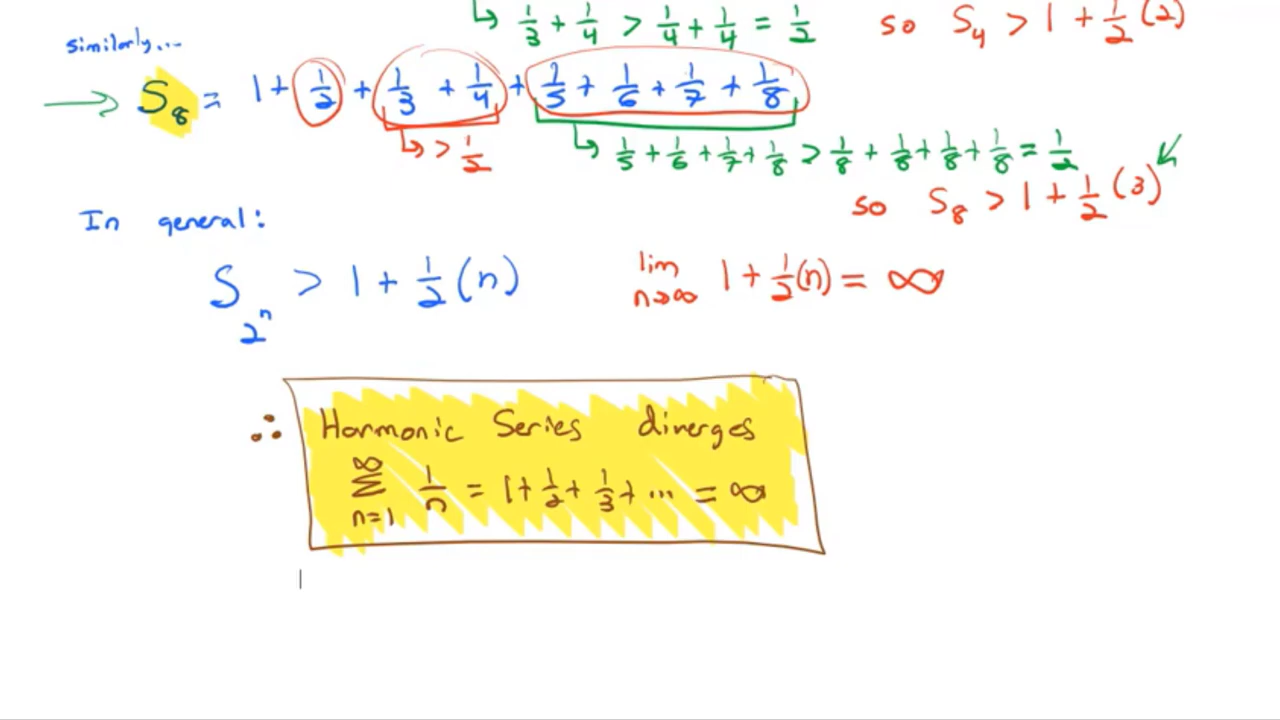 ↳ 1/3 + 1/4 > 1/4 + 1/4 = 1/2 so S₄ > 1 + 1/2 (2)
similarly...
→ S₈ = 1 + 1/2 + 1/3 + 1/4 + 1/5 + 1/6 + 1/7 + 1/8
↳ > 1/2 ↳ 1/5 + 1/6 + 1/7 + 1/8 > 1/8 + 1/8 + 1/8 + 1/8 = 1/2
so S₈ > 1 + 1/2 (3)
In general:
S_2ⁿ > 1 + 1/2 (n) lim n→∞ 1 + 1/2 (n) = ∞
∴ Harmonic Series diverges
∑ n=1 ∞ 1/n = 1 + 1/2 + 1/3 + ... = ∞